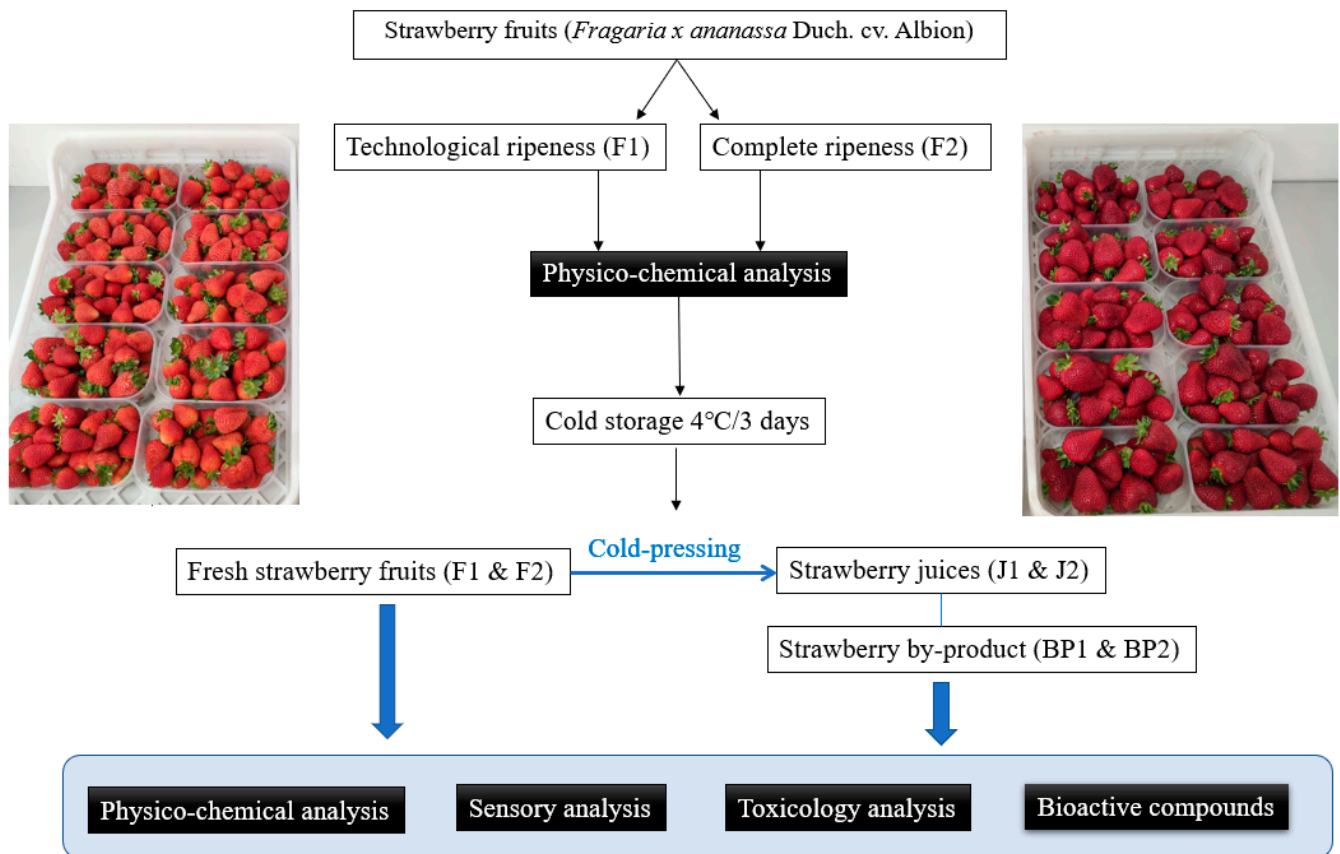 Strawberry fruits (Fragaria x ananassa Duch. cv. Albion)
Technological ripeness (F1)
Complete ripeness (F2)
Physico-chemical analysis
Cold storage 4°C/3 days
Cold-pressing
Fresh strawberry fruits (F1 & F2)
Strawberry juices (J1 & J2)
Strawberry by-product (BP1 & BP2)
Physico-chemical analysis
Sensory analysis
Toxicology analysis
Bioactive compounds